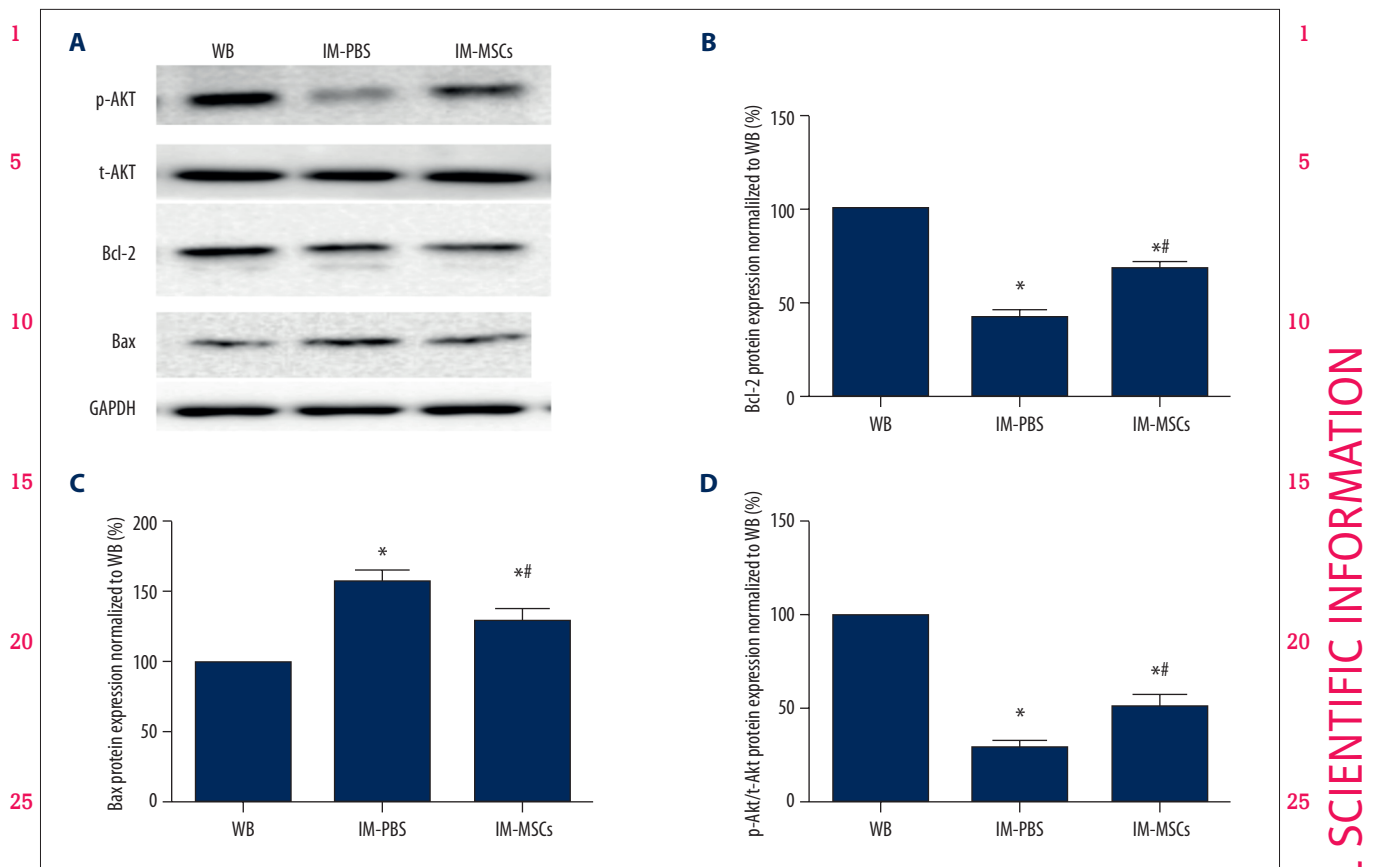 1
5
10
15
20
25
A
WB IM-PBS IM-MSCs
p-AKT
t-AKT
Bcl-2
Bax
GAPDH
B
Bcl-2 protein expression normalilzed to WB (%)
150
100
50
0
*
*#
WB IM-PBS IM-MSCs
C
Bax protein expression normalized to WB (%)
200
150
100
50
0
*
*#
WB IM-PBS IM-MSCs
D
p-Akt/t-Akt protein expression normalized to WB (%)
150
100
50
0
*
*#
WB IM-PBS IM-MSCs
1
5
10
15
20
25
SCIENTIFIC INFORMATION